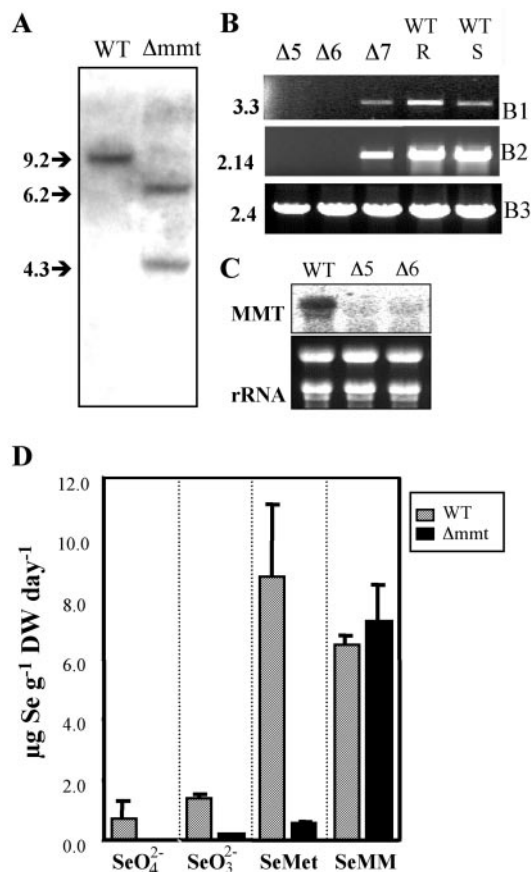 A
WT Δmmt
9.2→
6.2→
4.3→
B
Δ5 Δ6 Δ7 WT R WT S
3.3 B1
2.14 B2
2.4 B3
C
WT Δ5 Δ6
MMT
rRNA
D
12.0
10.0
8.0
6.0
4.0
2.0
0.0
µg Se g⁻¹ DW day⁻¹
WT
Δmmt
SeO₄²⁻ SeO₃²⁻ SeMet SeMM